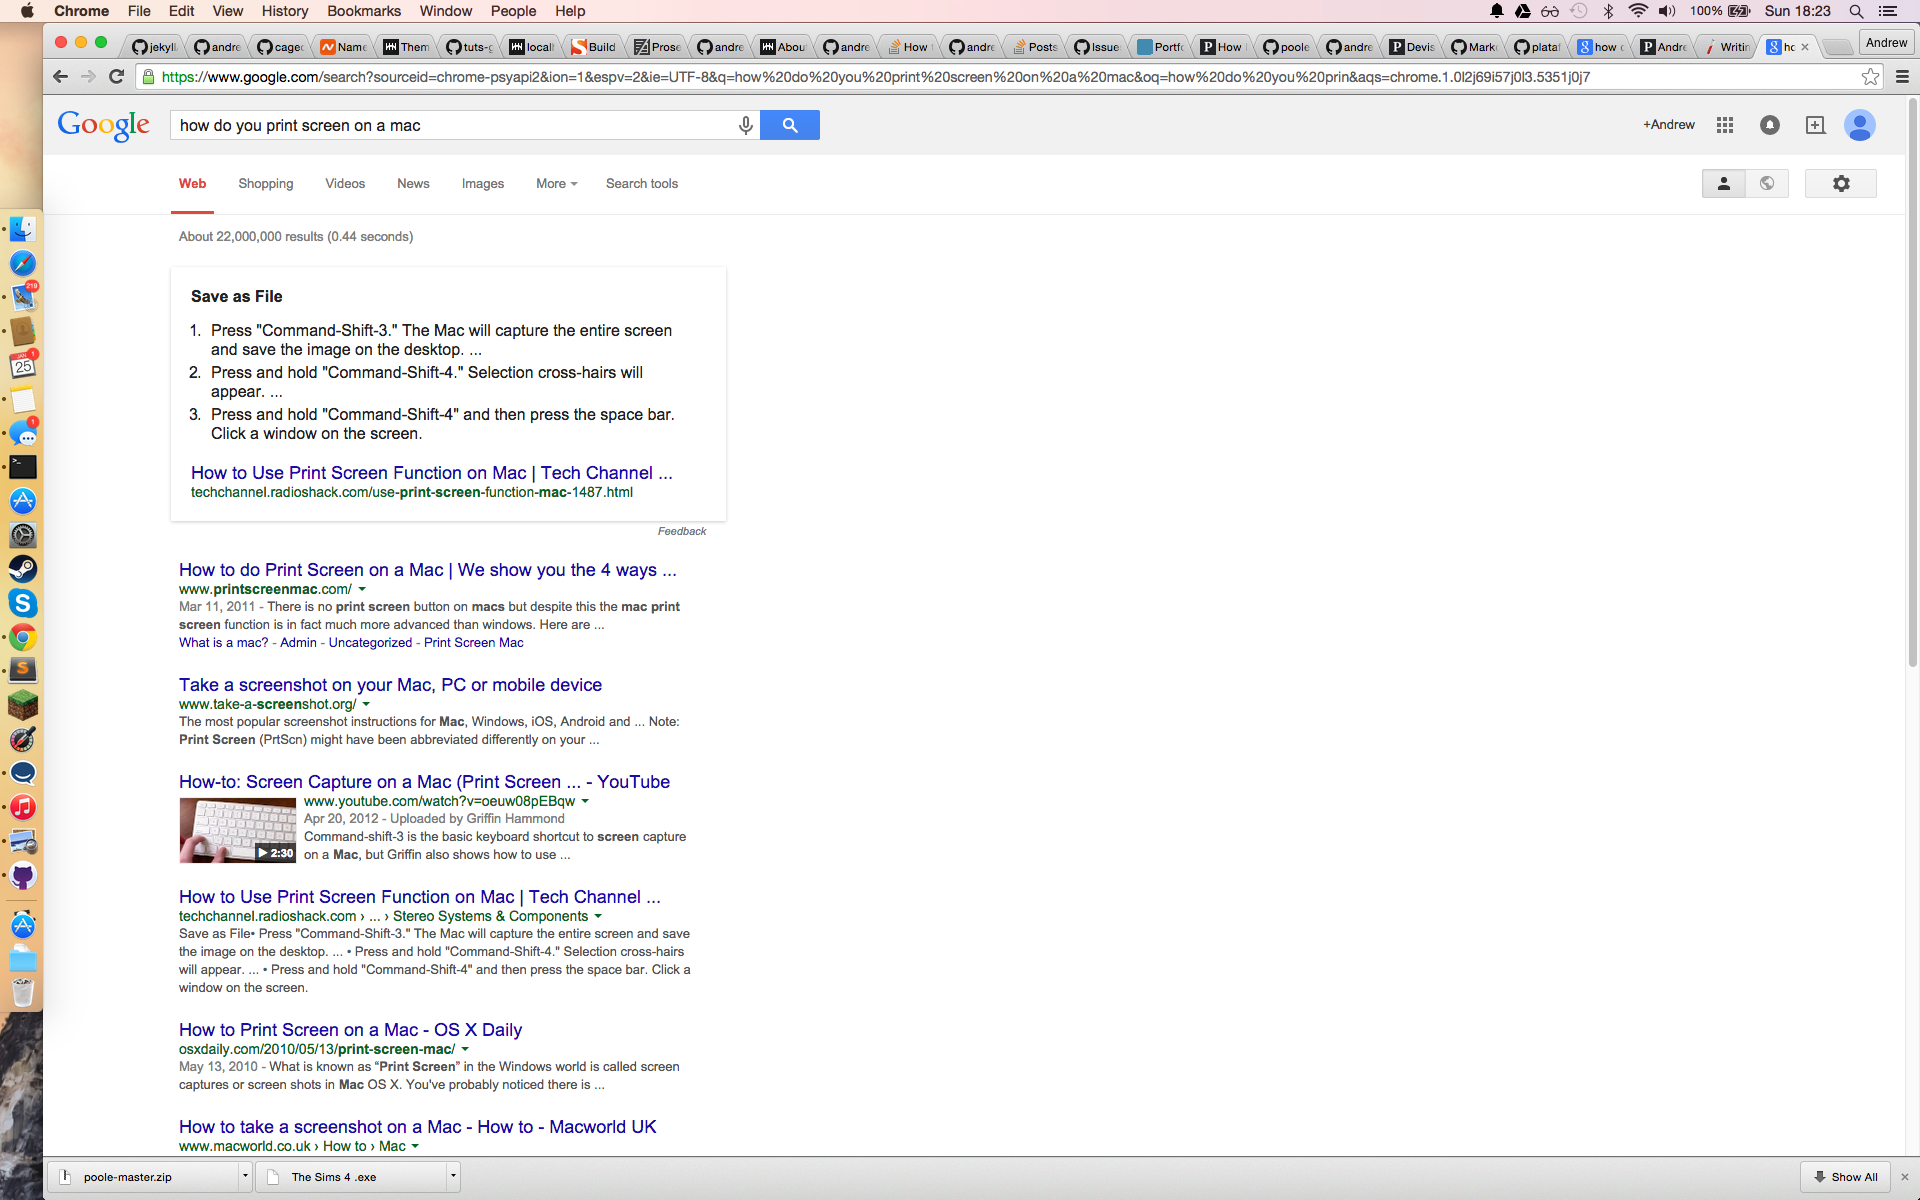 Chrome File Edit View History Bookmarks Window People Help
100% Sun 18:23
jekyll andre caged Name Them tuts-g local Build Prose andre Abou andre How andre Posts Issue Portfo How poole andre Devis Mark plata how o Andre Writin ho Andrew
https://www.google.com/search?sourceid=chrome-psyapi2&ion=1&espv=2&ie=UTF-8&q=how%20do%20you%20print%20screen%20on%20a%20mac&oq=how%20do%20you%20prin&aqs=chrome.1.0l2j69i57j0l3.5351j0j7
Google
how do you print screen on a mac
+Andrew
Web Shopping Videos News Images More Search tools
About 22,000,000 results (0.44 seconds)
Save as File
1. Press "Command-Shift-3." The Mac will capture the entire screen
and save the image on the desktop. ...
2. Press and hold "Command-Shift-4." Selection cross-hairs will
appear. ...
3. Press and hold "Command-Shift-4" and then press the space bar.
Click a window on the screen.
How to Use Print Screen Function on Mac | Tech Channel ...
techchannel.radioshack.com/use-print-screen-function-mac-1487.html
Feedback
How to do Print Screen on a Mac | We show you the 4 ways ...
www.printscreenmac.com/
Mar 11, 2011 - There is no print screen button on macs but despite this the mac print
screen function is in fact much more advanced than windows. Here are ...
What is a mac? - Admin - Uncategorized - Print Screen Mac
Take a screenshot on your Mac, PC or mobile device
www.take-a-screenshot.org/
The most popular screenshot instructions for Mac, Windows, iOS, Android and ... Note:
Print Screen (PrtScn) might have been abbreviated differently on your ...
How-to: Screen Capture on a Mac (Print Screen ... - YouTube
www.youtube.com/watch?v=oeuw08pEBqw
Apr 20, 2012 - Uploaded by Griffin Hammond
Command-shift-3 is the basic keyboard shortcut to screen capture
on a Mac, but Griffin also shows how to use ...
2:30
How to Use Print Screen Function on Mac | Tech Channel ...
techchannel.radioshack.com › ... › Stereo Systems & Components
Save as File• Press "Command-Shift-3." The Mac will capture the entire screen and save
the image on the desktop. ... • Press and hold "Command-Shift-4." Selection cross-hairs
will appear. ... • Press and hold "Command-Shift-4" and then press the space bar. Click a
window on the screen.
How to Print Screen on a Mac - OS X Daily
osxdaily.com/2010/05/13/print-screen-mac/
May 13, 2010 - What is known as “Print Screen” in the Windows world is called screen
captures or screen shots in Mac OS X. You've probably noticed there is ...
How to take a screenshot on a Mac - How to - Macworld UK
www.macworld.co.uk › How to › Mac
219
JAN
25
1
1
poole-master.zip
The Sims 4 .exe
Show All